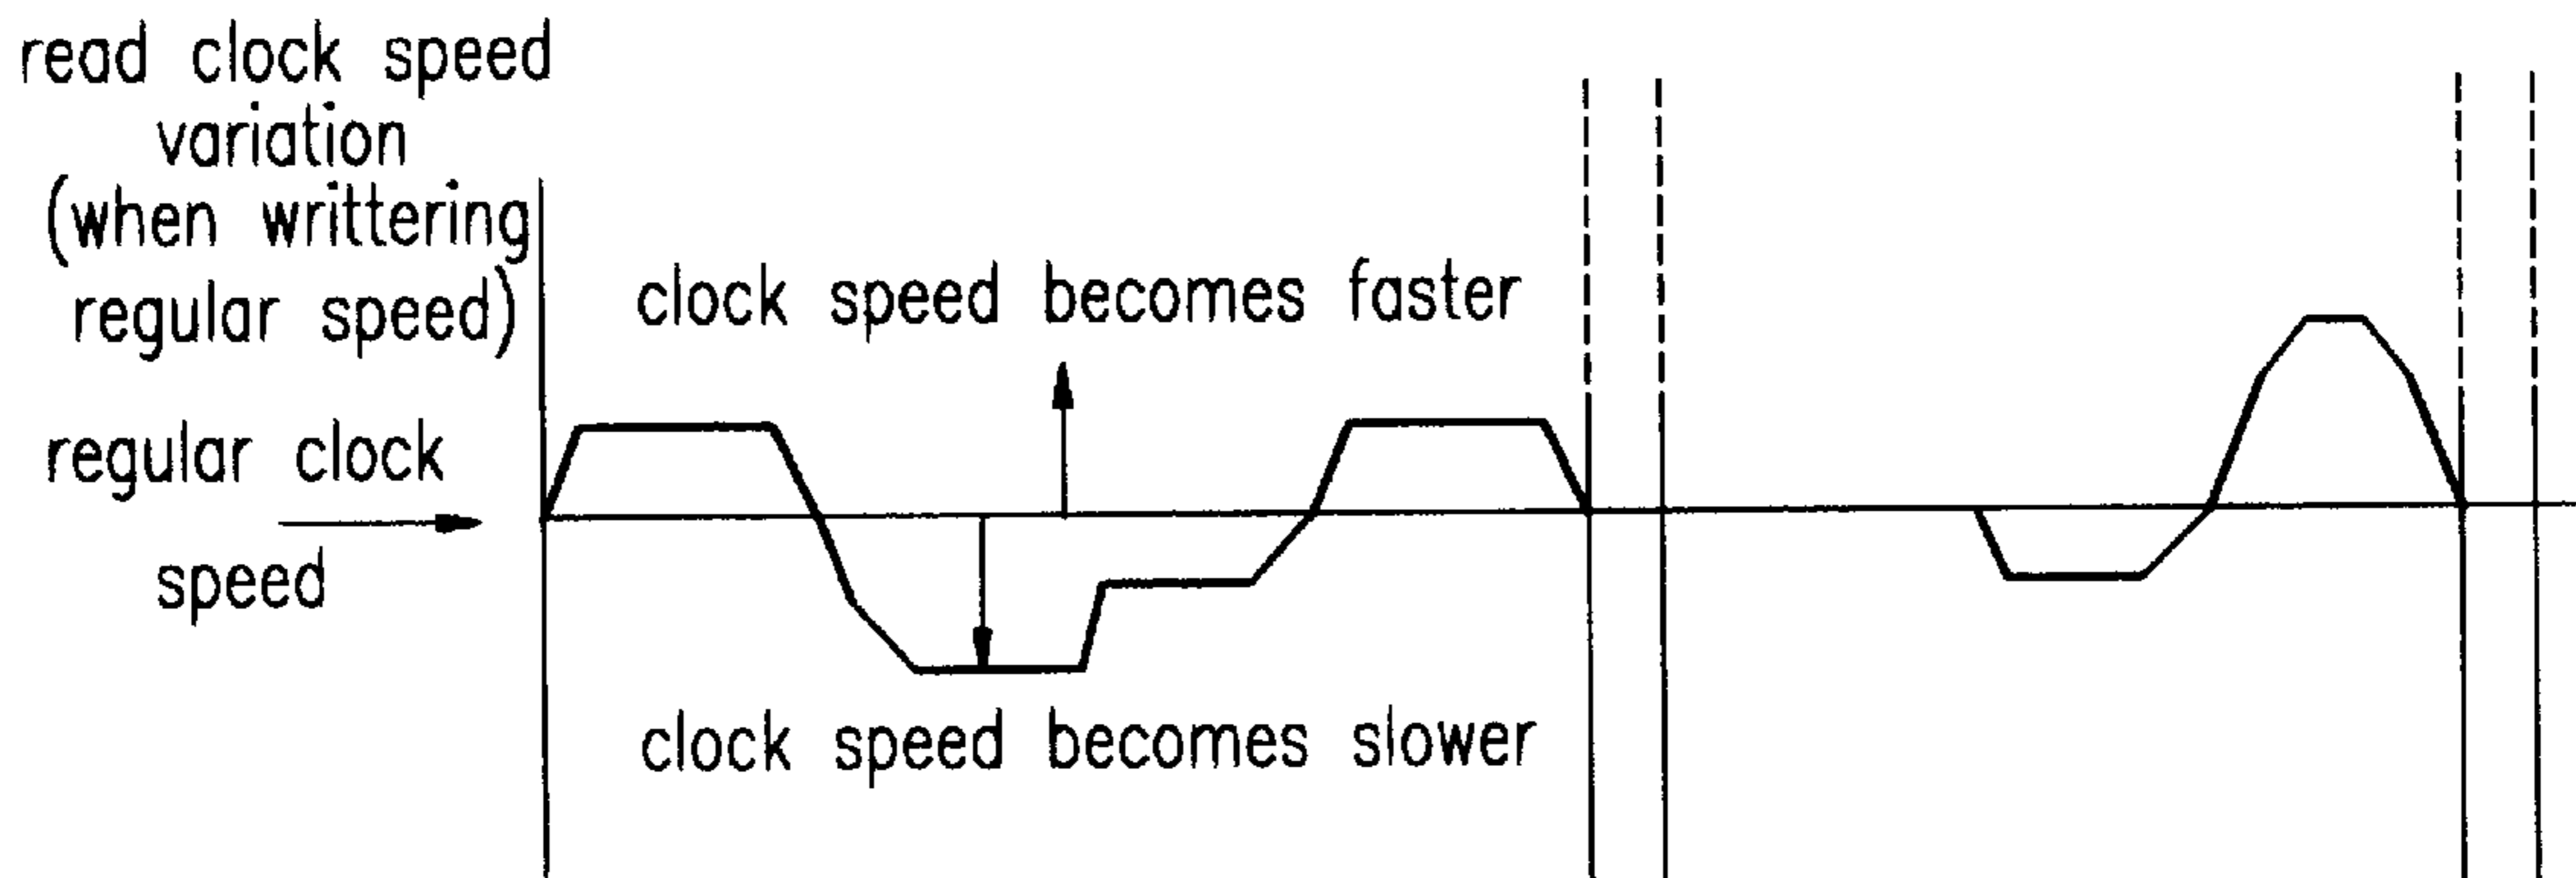 read clock speed
variation
(when writtering
regular speed)
clock speed becomes faster
regular clock
speed
clock speed becomes slower